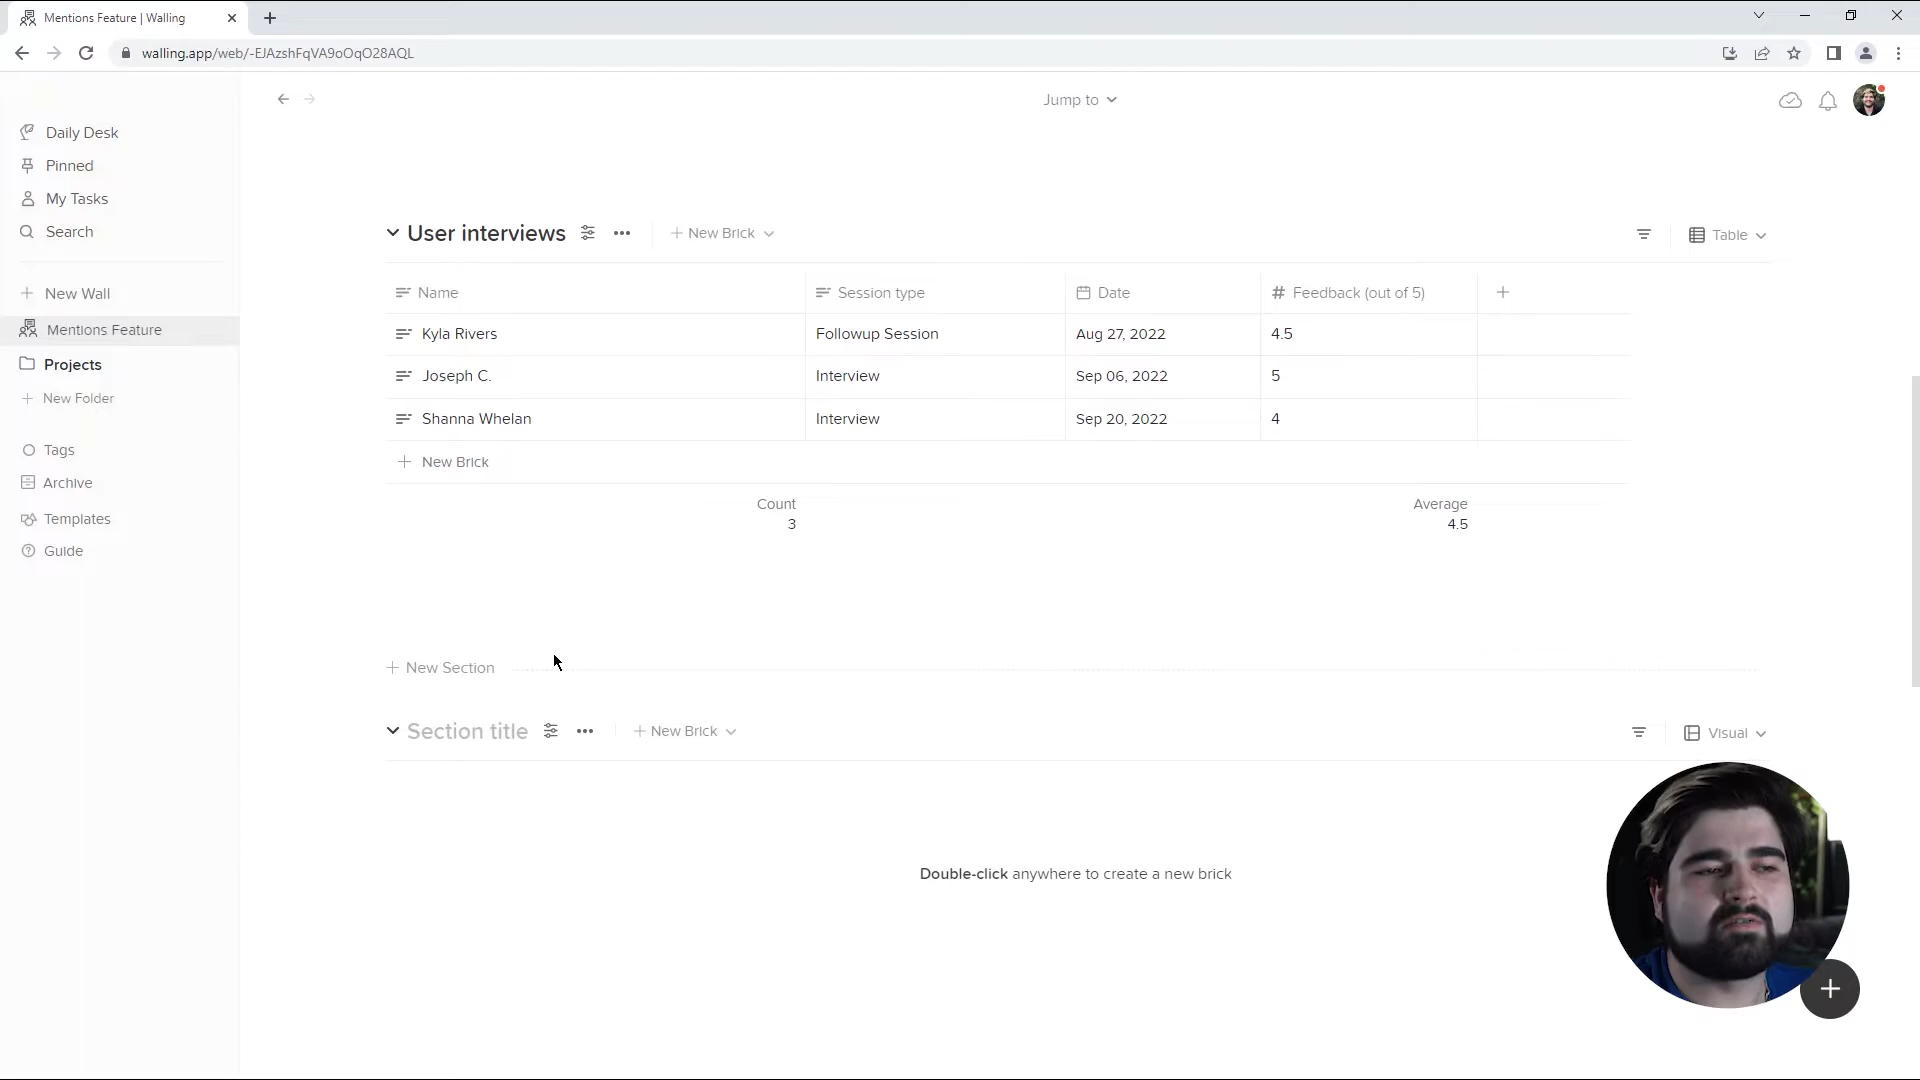 Mentions Feature | Walling
walling.app/web/-EJAzshFqVA9oOqO28AQL
Jump to
Daily Desk
Pinned
My Tasks
Search
New Wall
Mentions Feature
Projects
New Folder
Tags
Archive
Templates
Guide
User interviews
New Brick
Table
Name Session type Date # Feedback (out of 5)
Kyla Rivers Followup Session Aug 27, 2022 4.5
Joseph C. Interview Sep 06, 2022 5
Shanna Whelan Interview Sep 20, 2022 4
New Brick
Count Average
3 4.5
New Section
Section title
New Brick
Visual
Double-click anywhere to create a new brick